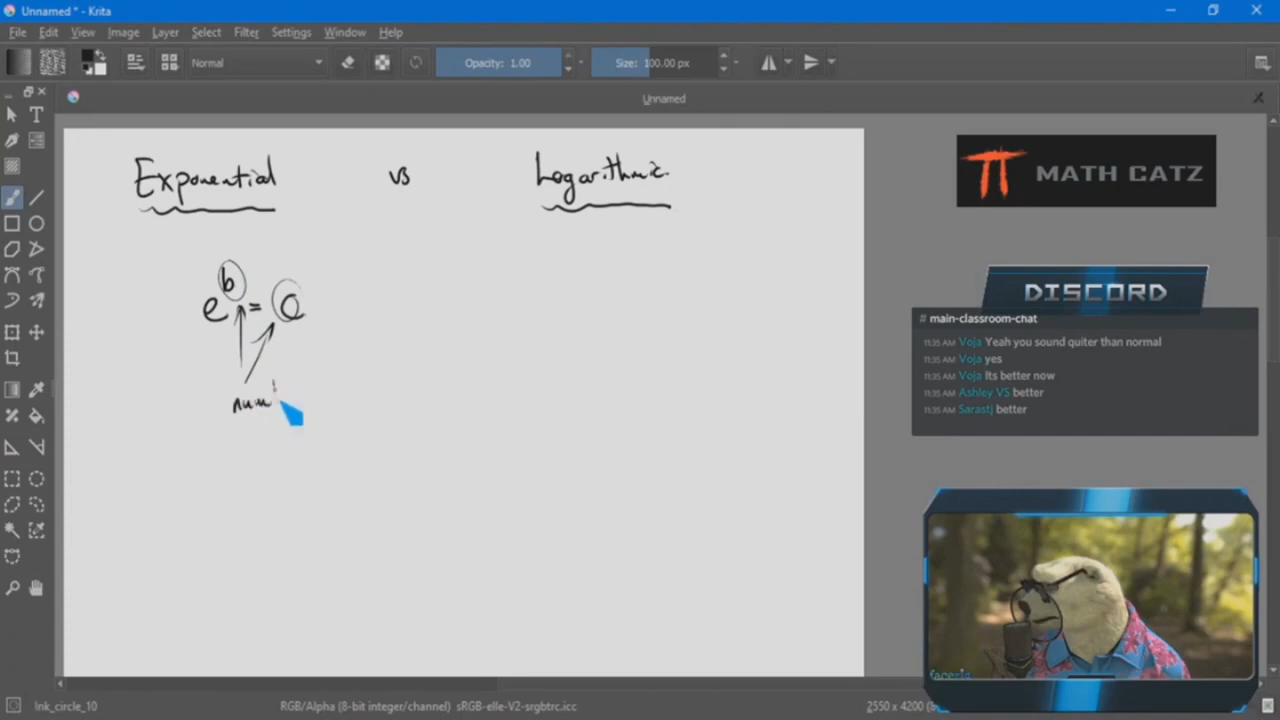 Unnamed * - Krita
File Edit View Image Layer Select Filter Settings Window Help
Normal Opacity: 1.00 Size: 100.00 px
Unnamed
Exponential vs Logarithmic
e^b = a
num
π MATH CATZ
DISCORD
# main-classroom-chat
11:35 AM Voja Yeah you sound quiter than normal
11:35 AM Voja yes
11:35 AM Voja Its better now
11:35 AM Ashley VS better
11:35 AM Sarastj better
facerig
Ink_circle_10 RGB/Alpha (8-bit integer/channel) sRGB-elle-V2-srgbtrc.icc 2550 x 4200